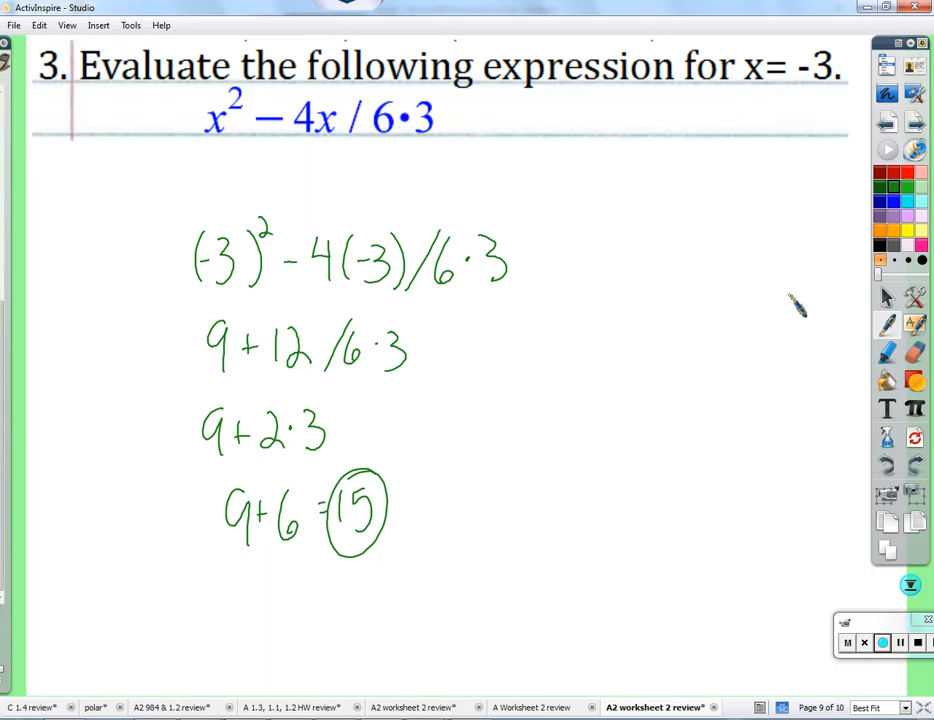 ActivInspire - Studio
File Edit View Insert Tools Help
3. Evaluate the following expression for x= -3.
x² – 4x / 6•3
(-3)² - 4(-3)/6·3
9+12/6·3
9+2·3
9+6 =15
T π
M
C 1.4 review* polar* A2 984 & 1.2 review* A 1.3, 1.1, 1.2 HW review* A2 worksheet 2 review* A Worksheet 2 review A2 worksheet 2 review* Page 9 of 10 Best Fit